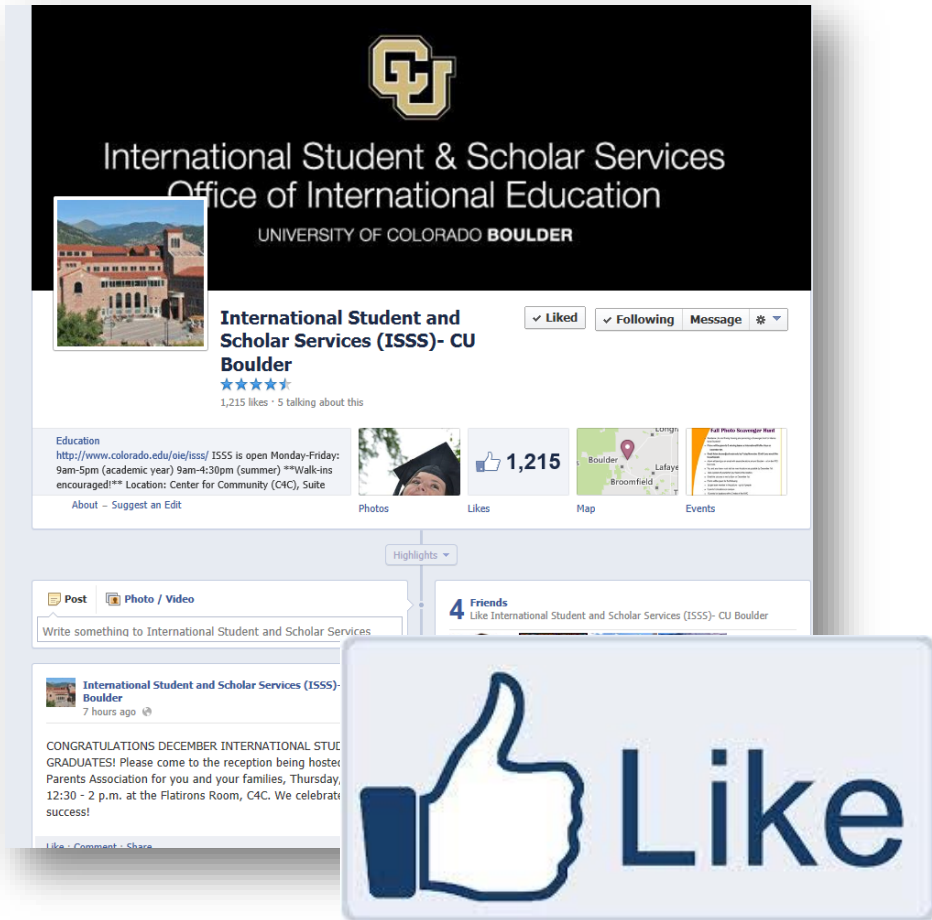 CU
International Student & Scholar Services
Office of International Education
UNIVERSITY OF COLORADO BOULDER
International Student and
Scholar Services (ISSS)- CU
Boulder
1,215 likes · 5 talking about this
Liked
Following
Message
Education
http://www.colorado.edu/oie/isss/ ISSS is open Monday-Friday:
9am-5pm (academic year) 9am-4:30pm (summer) **Walk-ins
encouraged!** Location: Center for Community (C4C), Suite
About – Suggest an Edit
Photos
1,215
Likes
Boulder
Broomfield
Map
Fall Photo Scavenger Hunt
Events
Highlights
Post
Photo / Video
Write something to International Student and Scholar Services
4 Friends
Like International Student and Scholar Services (ISSS)- CU Boulder
International Student and Scholar Services (ISSS)-
Boulder
7 hours ago
CONGRATULATIONS DECEMBER INTERNATIONAL STUD
GRADUATES! Please come to the reception being hosted
Parents Association for you and your families, Thursday,
12:30 - 2 p.m. at the Flatirons Room, C4C. We celebrate
success!
Like · Comment · Share
Like